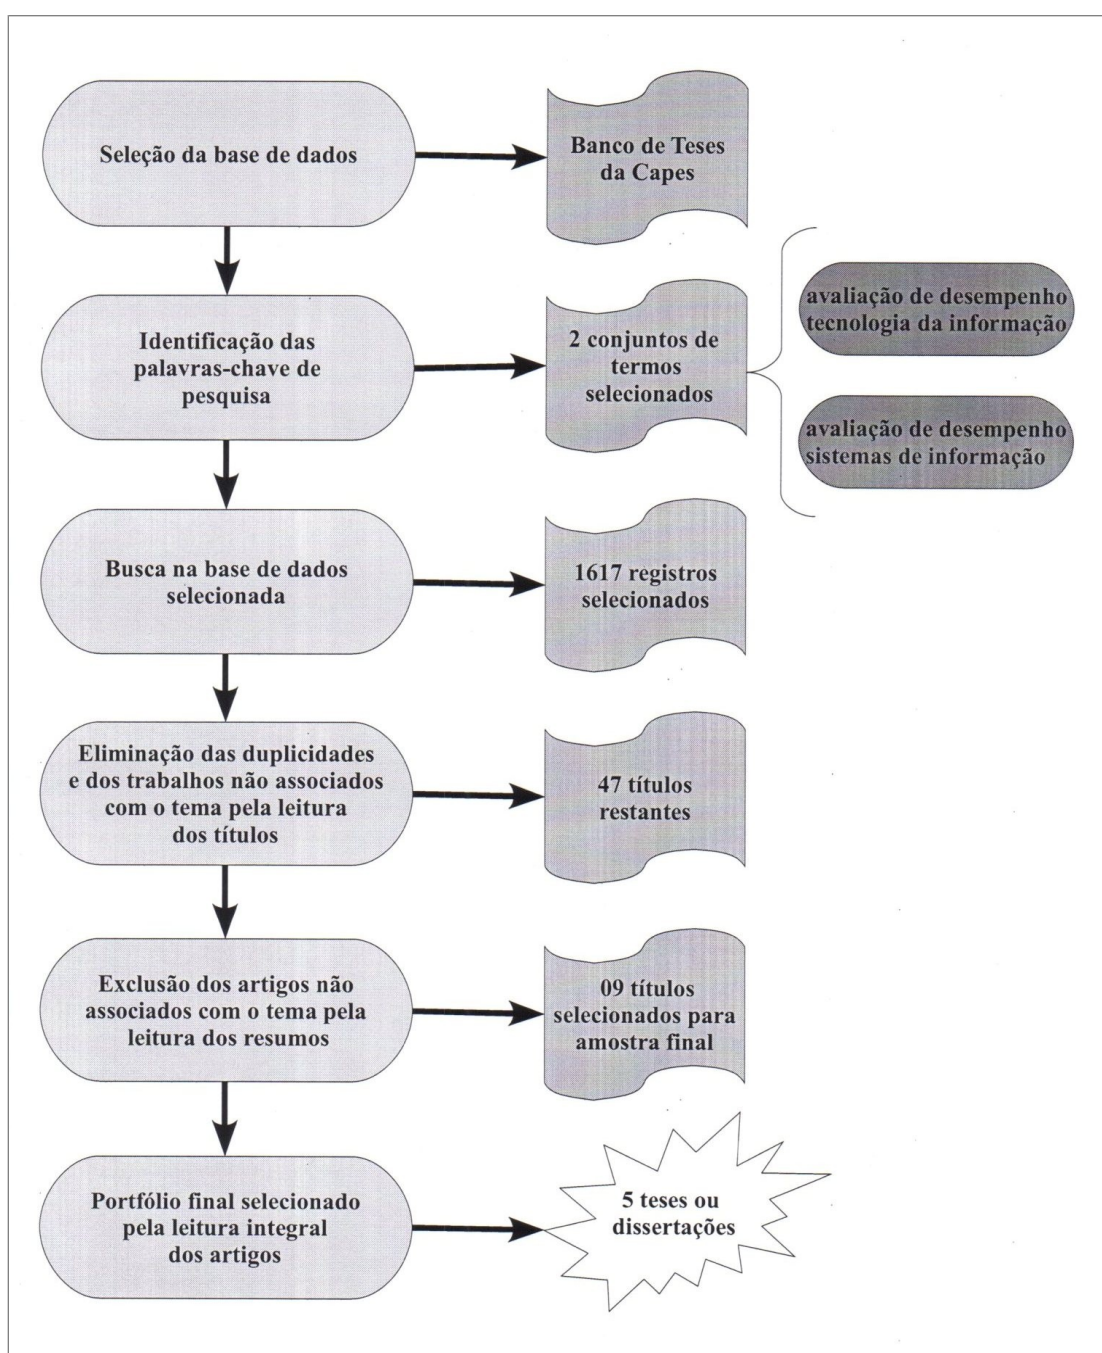 Seleção da base de dados
Banco de Teses
da Capes
Identificação das
palavras-chave de
pesquisa
2 conjuntos de
termos
selecionados
avaliação de desempenho
tecnologia da informação
avaliação de desempenho
sistemas de informação
Busca na base de dados
selecionada
1617 registros
selecionados
Eliminação das duplicidades
e dos trabalhos não associados
com o tema pela leitura
dos títulos
47 títulos
restantes
Exclusão dos artigos não
associados com o tema pela
leitura dos resumos
09 títulos
selecionados para
amostra final
Portfólio final selecionado
pela leitura integral
dos artigos
5 teses ou
dissertações